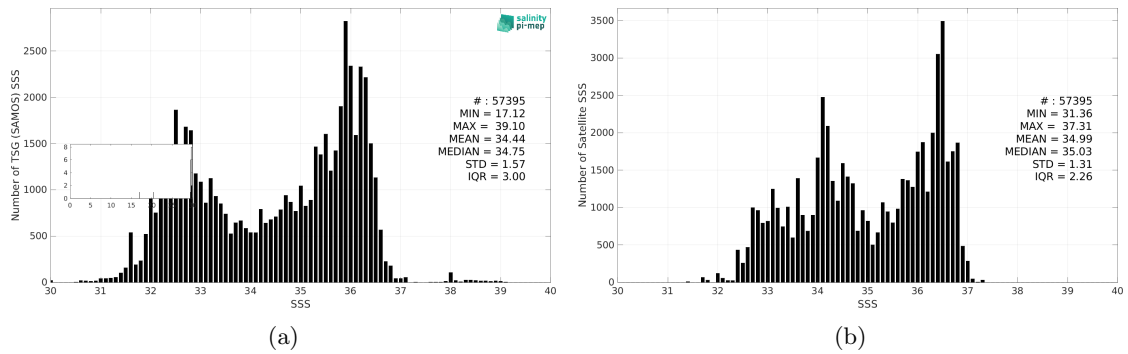 salinity
pi-mep
Number of TSG (SAMOS) SSS
2500
2000
1500
1000
500
0
# : 57395
MIN = 17.12
MAX = 39.10
MEAN = 34.44
MEDIAN = 34.75
STD = 1.57
IQR = 3.00
8
6
4
2
0
0 5 10 15 20
30 31 32 33 34 35 36 37 38 39 40
SSS
(a)
Number of Satellite SSS
3500
3000
2500
2000
1500
1000
500
0
# : 57395
MIN = 31.36
MAX = 37.31
MEAN = 34.99
MEDIAN = 35.03
STD = 1.31
IQR = 2.26
30 31 32 33 34 35 36 37 38 39 40
SSS
(b)